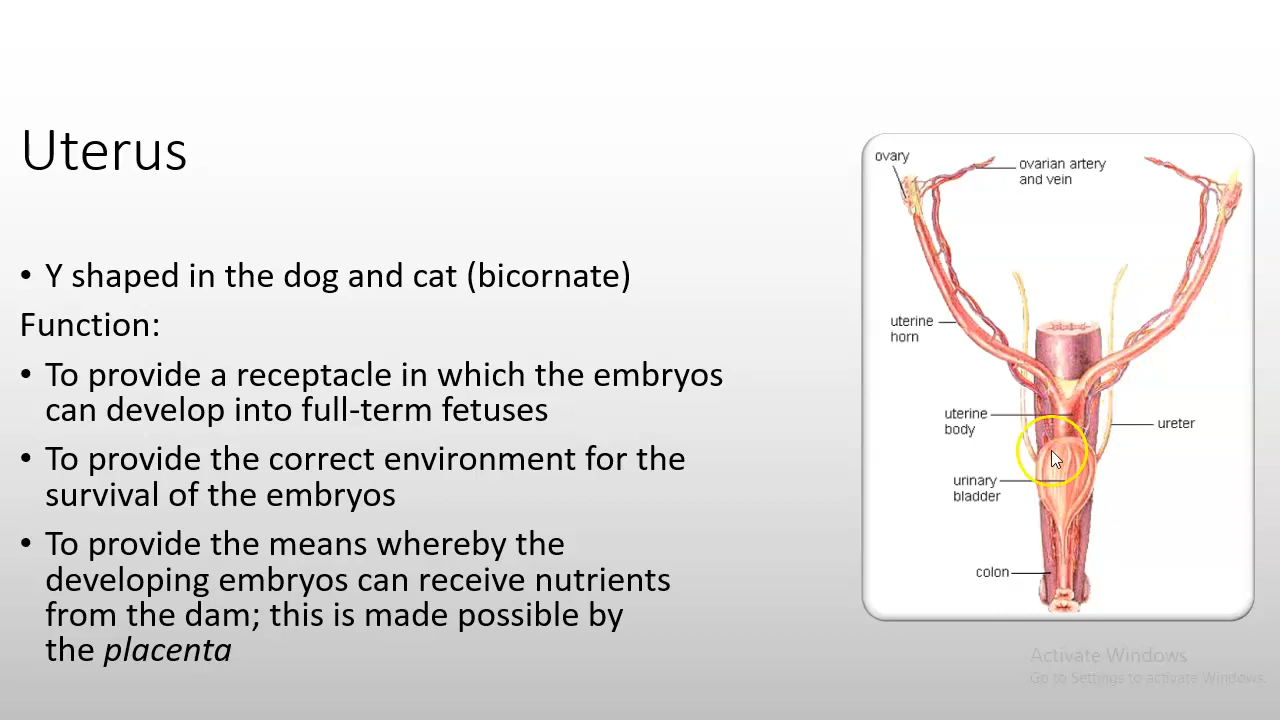 Uterus
• Y shaped in the dog and cat (bicornate)
Function:
• To provide a receptacle in which the embryos
can develop into full-term fetuses
• To provide the correct environment for the
survival of the embryos
• To provide the means whereby the
developing embryos can receive nutrients
from the dam; this is made possible by
the placenta
ovary
ovarian artery
and vein
uterine
horn
uterine
body
ureter
urinary
bladder
colon
Activate Windows
Go to Settings to activate Windows.